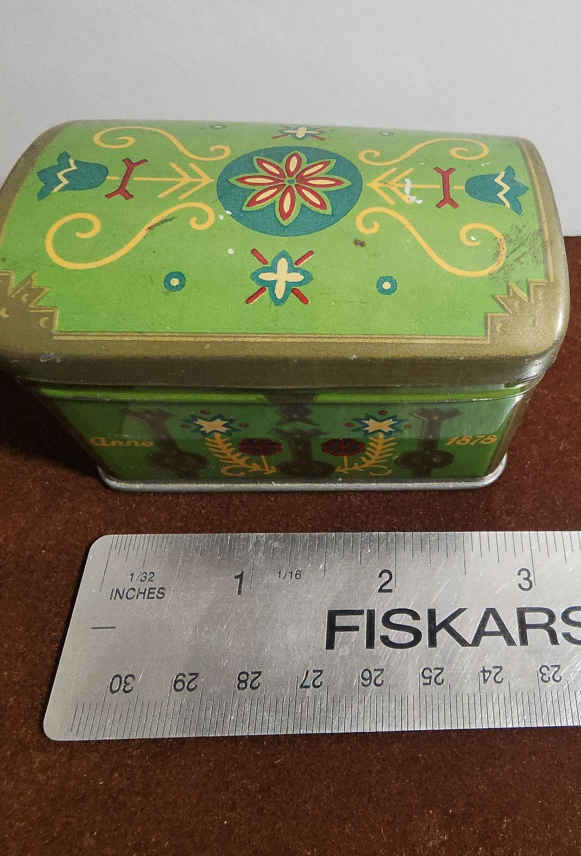 Anno 1878
1/32 1 1/16 2 3
INCHES
FISKARS
30 29 28 27 26 25 24 23